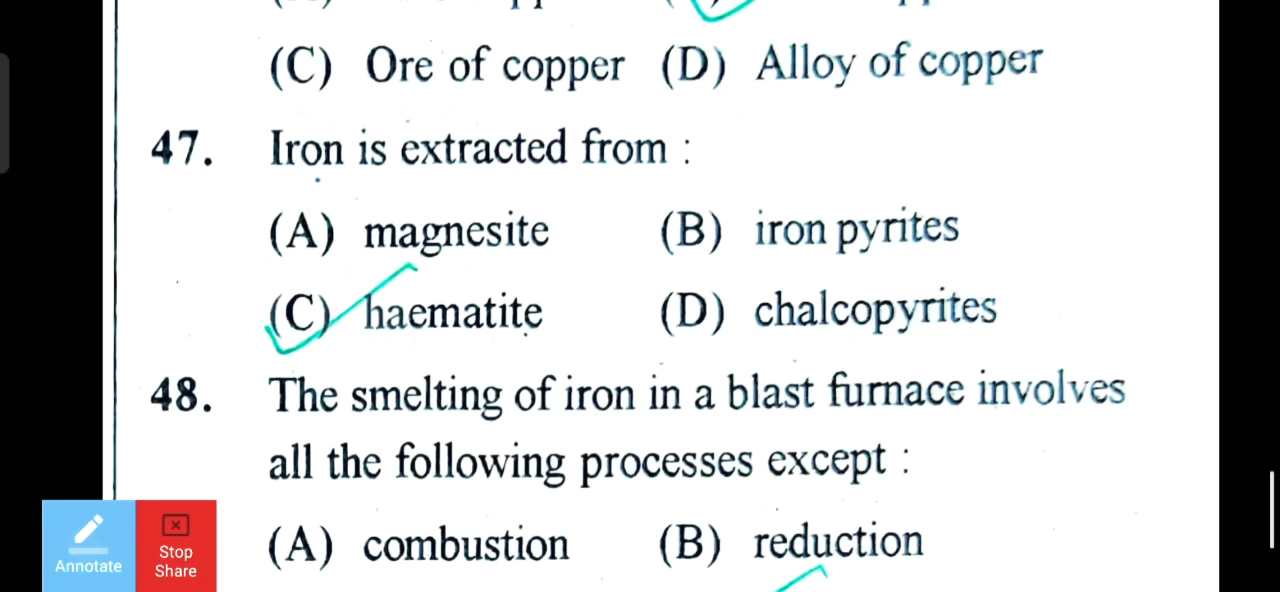 (C) Ore of copper (D) Alloy of copper
47. Iron is extracted from :
(A) magnesite (B) iron pyrites
(C) haematite (D) chalcopyrites
48. The smelting of iron in a blast furnace involves
all the following processes except :
(A) combustion (B) reduction
Annotate
Stop
Share